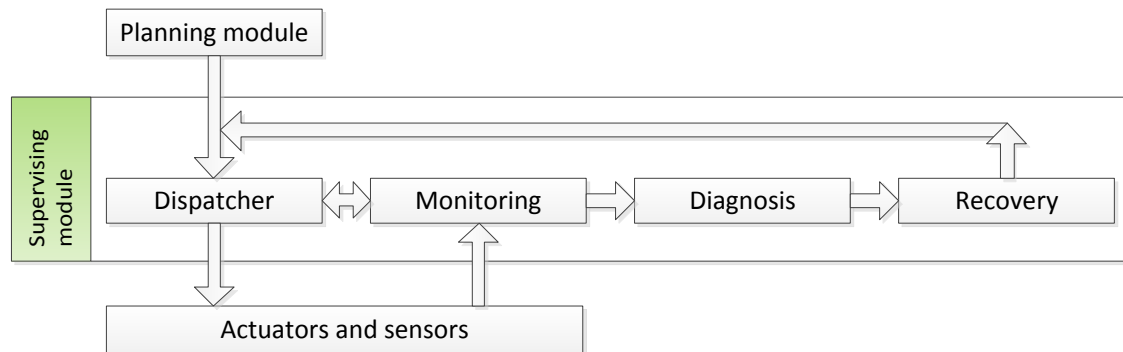 Planning module
Supervising
module
Dispatcher
Monitoring
Diagnosis
Recovery
Actuators and sensors